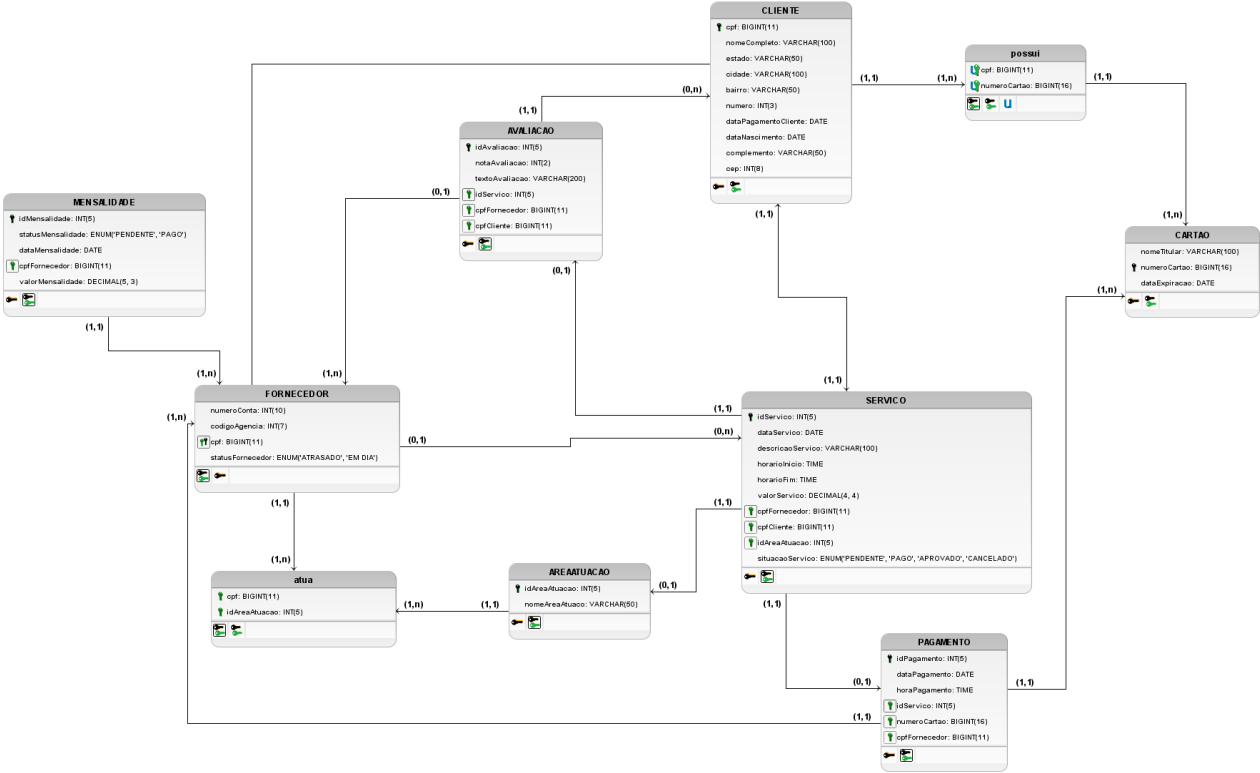 CLIENTE
cpf: BIGINT(11)
nomeCompleto: VARCHAR(100)
estado: VARCHAR(50)
cidade: VARCHAR(100)
bairro: VARCHAR(50)
numero: INT(3)
dataPagamentoCliente: DATE
dataNascimento: DATE
complemento: VARCHAR(50)
cep: INT(8)
(1,1)
(1,n)
possui
cpf: BIGINT(11)
numeroCartao: BIGINT(16)
(1,1)
(0,n)
(1,1)
AVALIACAO
idAvaliacao: INT(5)
notaAvaliacao: INT(2)
textoAvaliacao: VARCHAR(200)
idServico: INT(5)
cpfFornecedor: BIGINT(11)
cpfCliente: BIGINT(11)
(0,1)
(0,1)
(1,1)
(1,n)
MENSALIDADE
idMensalidade: INT(5)
statusMensalidade: ENUM('PENDENTE', 'PAGO')
dataMensalidade: DATE
cpfFornecedor: BIGINT(11)
valorMensalidade: DECIMAL(5, 3)
(1,1)
(1,n)
CARTAO
nomeTitular: VARCHAR(100)
numeroCartao: BIGINT(16)
dataExpiracao: DATE
(1,n)
(1,n)
(1,n)
FORNECEDOR
numeroConta: INT(10)
codigoAgencia: INT(7)
cpf: BIGINT(11)
statusFornecedor: ENUM('ATRASADO', 'EM DIA')
(0,1)
(0,n)
(1,1)
(1,1)
(1,1)
SERVICO
idServico: INT(5)
dataServico: DATE
descricaoServico: VARCHAR(100)
horarioInicio: TIME
horarioFim: TIME
valorServico: DECIMAL(4, 4)
cpfFornecedor: BIGINT(11)
cpfCliente: BIGINT(11)
idAreaAtuacao: INT(5)
situacaoServico: ENUM('PENDENTE', 'PAGO', 'APROVADO', 'CANCELADO')
(1,1)
(1,1)
(1,n)
atua
cpf: BIGINT(11)
idAreaAtuacao: INT(5)
(1,n)
(1,1)
AREAATUACAO
idAreaAtuacao: INT(5)
nomeAreaAtuaco: VARCHAR(50)
(0,1)
(0,1)
(1,1)
PAGAMENTO
idPagamento: INT(5)
dataPagamento: DATE
horaPagamento: TIME
idServico: INT(5)
numeroCartao: BIGINT(16)
cpfFornecedor: BIGINT(11)
(1,1)